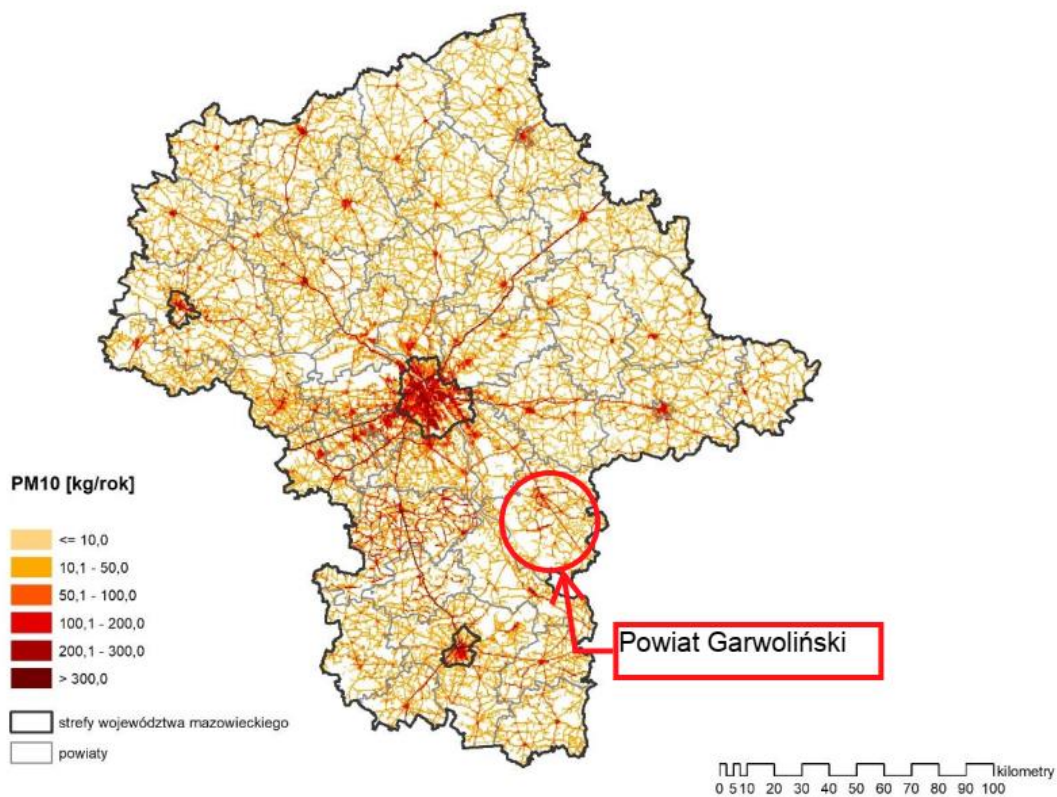 PM10 [kg/rok]
<= 10,0
10,1 - 50,0
50,1 - 100,0
100,1 - 200,0
200,1 - 300,0
> 300,0
strefy województwa mazowieckiego
powiaty
Powiat Garwoliński
kilometry
0 5 10 20 30 40 50 60 70 80 90 100